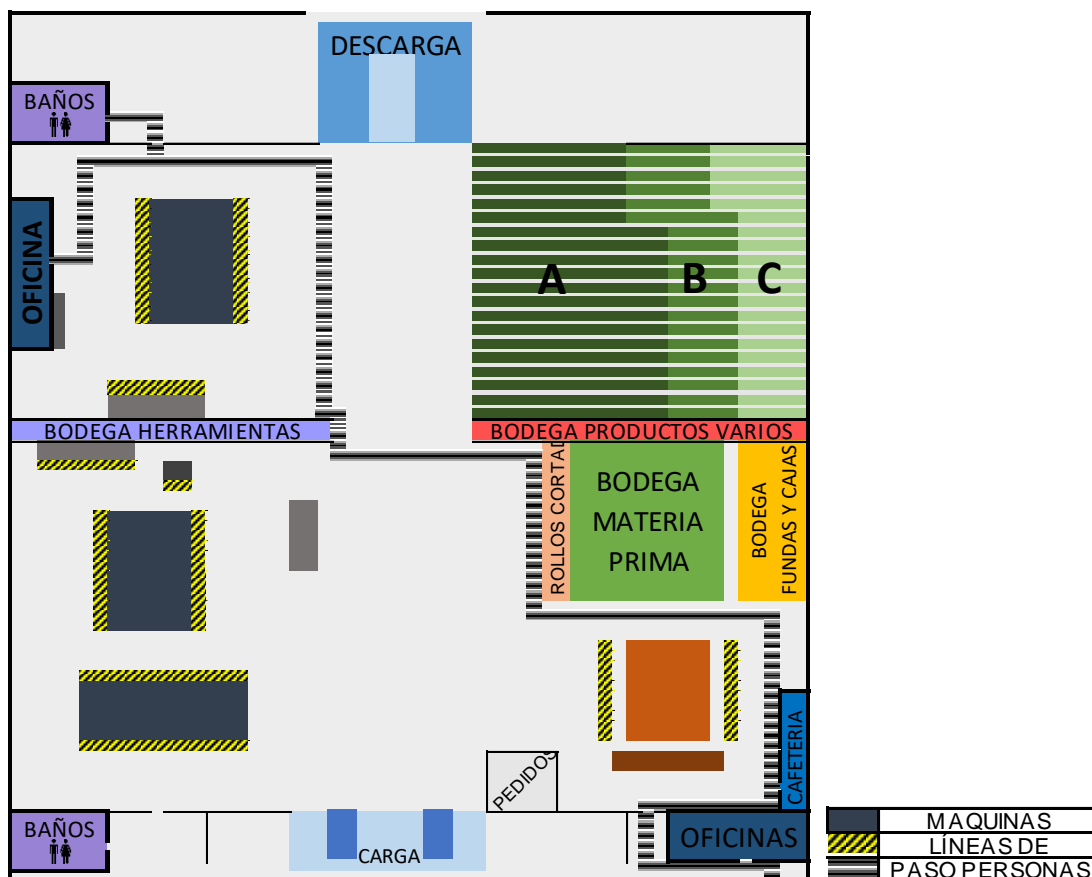 DESCARGA
BAÑOS
OFICINA
A B C
BODEGA HERRAMIENTAS
BODEGA PRODUCTOS VARIOS
ROLLOS CORTAD
BODEGA
MATERIA
PRIMA
BODEGA
FUNDAS Y CAJAS
CAFETERIA
PEDIDOS
BAÑOS
CARGA
OFICINAS
MAQUINAS
LÍNEAS DE
PASO PERSONAS